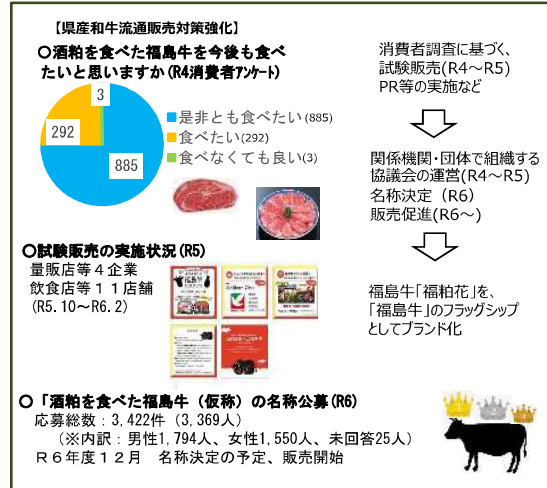 【県産和牛流通販売対策強化】
○酒粕を食べた福島牛を今後も食べ
たいと思いますか(R4消費者アンケート)
3
292
885
是非とも食べたい(885)
食べたい(292)
食べなくても良い(3)
○試験販売の実施状況(R5)
量販店等４企業
飲食店等１１店舗
(R5.10～R6.2)
消費者調査に基づく、
試験販売(R4～R5)
PR等の実施など
関係機関・団体で組織する
協議会の運営(R4～R5)
名称決定（R6）
販売促進(R6～)
福島牛「福粕花」を、
「福島牛」のフラッグシップ
としてブランド化
○「酒粕を食べた福島牛（仮称）の名称公募(R6)
応募総数：3,422件（3,369人）
（※内訳：男性1,794人、女性1,550人、未回答25人）
Ｒ６年度１２月　名称決定の予定、販売開始